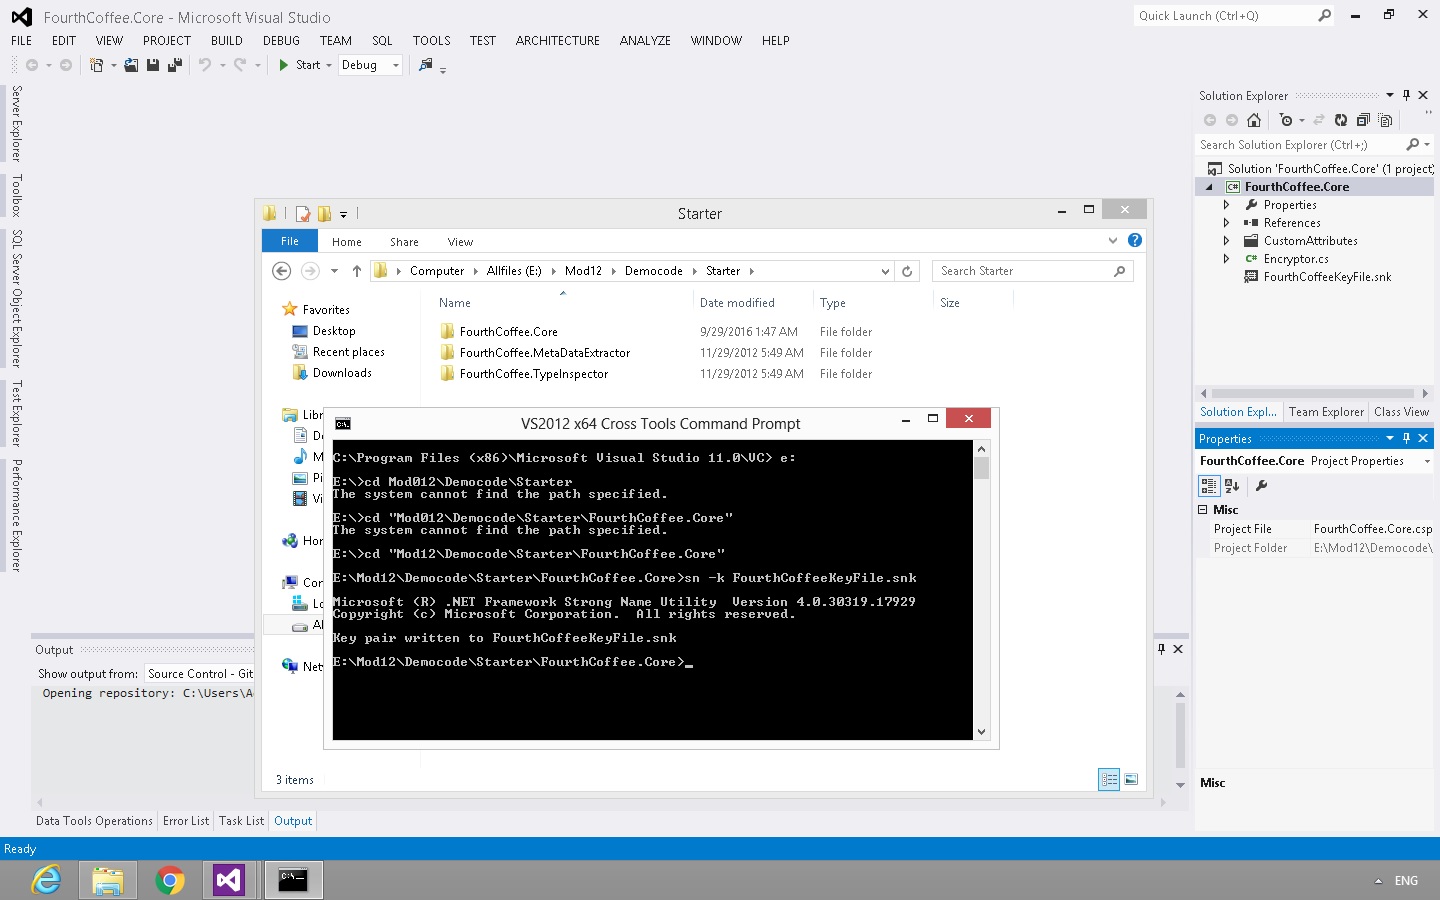 FourthCoffee.Core - Microsoft Visual Studio
Quick Launch (Ctrl+Q)
FILE EDIT VIEW PROJECT BUILD DEBUG TEAM SQL TOOLS TEST ARCHITECTURE ANALYZE WINDOW HELP
Start Debug
Server Explorer
Toolbox
SQL Server Object Explorer
Test Explorer
Performance Explorer
Starter
File Home Share View
Computer Allfiles (E:) Mod12 Democode Starter
Search Starter
Name Date modified Type Size
Favorites
Desktop
Recent places
Downloads
FourthCoffee.Core 9/29/2016 1:47 AM File folder
FourthCoffee.MetaDataExtractor 11/29/2012 5:49 AM File folder
FourthCoffee.TypeInspector 11/29/2012 5:49 AM File folder
Libr
D
M
Pi
Vi
Hor
Cor
Lo
Al
Net
3 items
VS2012 x64 Cross Tools Command Prompt
C:\Program Files (x86)\Microsoft Visual Studio 11.0\VC> e:
E:\>cd Mod012\Democode\Starter
The system cannot find the path specified.
E:\>cd "Mod012\Democode\Starter\FourthCoffee.Core"
The system cannot find the path specified.
E:\>cd "Mod12\Democode\Starter\FourthCoffee.Core"
E:\Mod12\Democode\Starter\FourthCoffee.Core>sn -k FourthCoffeeKeyFile.snk
Microsoft (R) .NET Framework Strong Name Utility  Version 4.0.30319.17929
Copyright (c) Microsoft Corporation.  All rights reserved.
Key pair written to FourthCoffeeKeyFile.snk
E:\Mod12\Democode\Starter\FourthCoffee.Core>_
Output
Show output from: Source Control - Git
Opening repository: C:\Users\A
Data Tools Operations Error List Task List Output
Solution Explorer
Search Solution Explorer (Ctrl+;)
Solution 'FourthCoffee.Core' (1 project)
FourthCoffee.Core
Properties
References
CustomAttributes
Encryptor.cs
FourthCoffeeKeyFile.snk
Solution Expl... Team Explorer Class View
Properties
FourthCoffee.Core Project Properties
Misc
Project File FourthCoffee.Core.csp
Project Folder E:\Mod12\Democode\
Misc
Ready
ENG